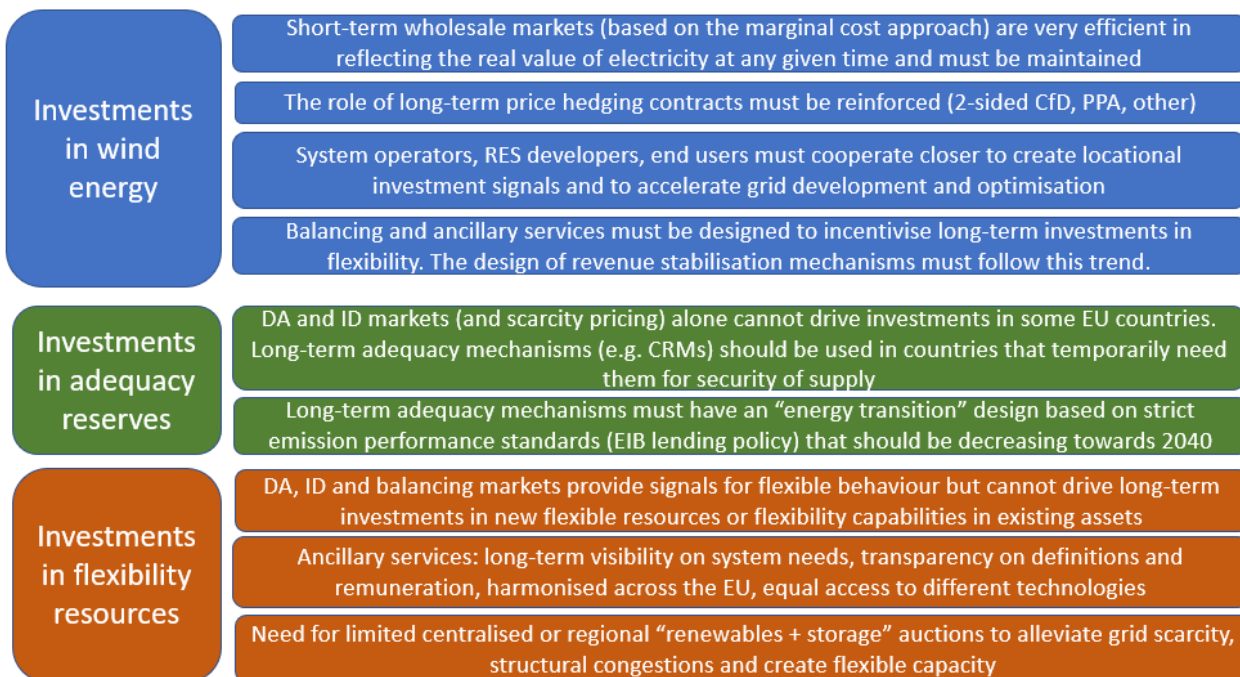 Investments
in wind
energy
Short-term wholesale markets (based on the marginal cost approach) are very efficient in
reflecting the real value of electricity at any given time and must be maintained
The role of long-term price hedging contracts must be reinforced (2-sided CfD, PPA, other)
System operators, RES developers, end users must cooperate closer to create locational
investment signals and to accelerate grid development and optimisation
Balancing and ancillary services must be designed to incentivise long-term investments in
flexibility. The design of revenue stabilisation mechanisms must follow this trend.
Investments
in adequacy
reserves
DA and ID markets (and scarcity pricing) alone cannot drive investments in some EU countries.
Long-term adequacy mechanisms (e.g. CRMs) should be used in countries that temporarily need
them for security of supply
Long-term adequacy mechanisms must have an “energy transition” design based on strict
emission performance standards (EIB lending policy) that should be decreasing towards 2040
Investments
in flexibility
resources
DA, ID and balancing markets provide signals for flexible behaviour but cannot drive long-term
investments in new flexible resources or flexibility capabilities in existing assets
Ancillary services: long-term visibility on system needs, transparency on definitions and
remuneration, harmonised across the EU, equal access to different technologies
Need for limited centralised or regional “renewables + storage” auctions to alleviate grid scarcity,
structural congestions and create flexible capacity